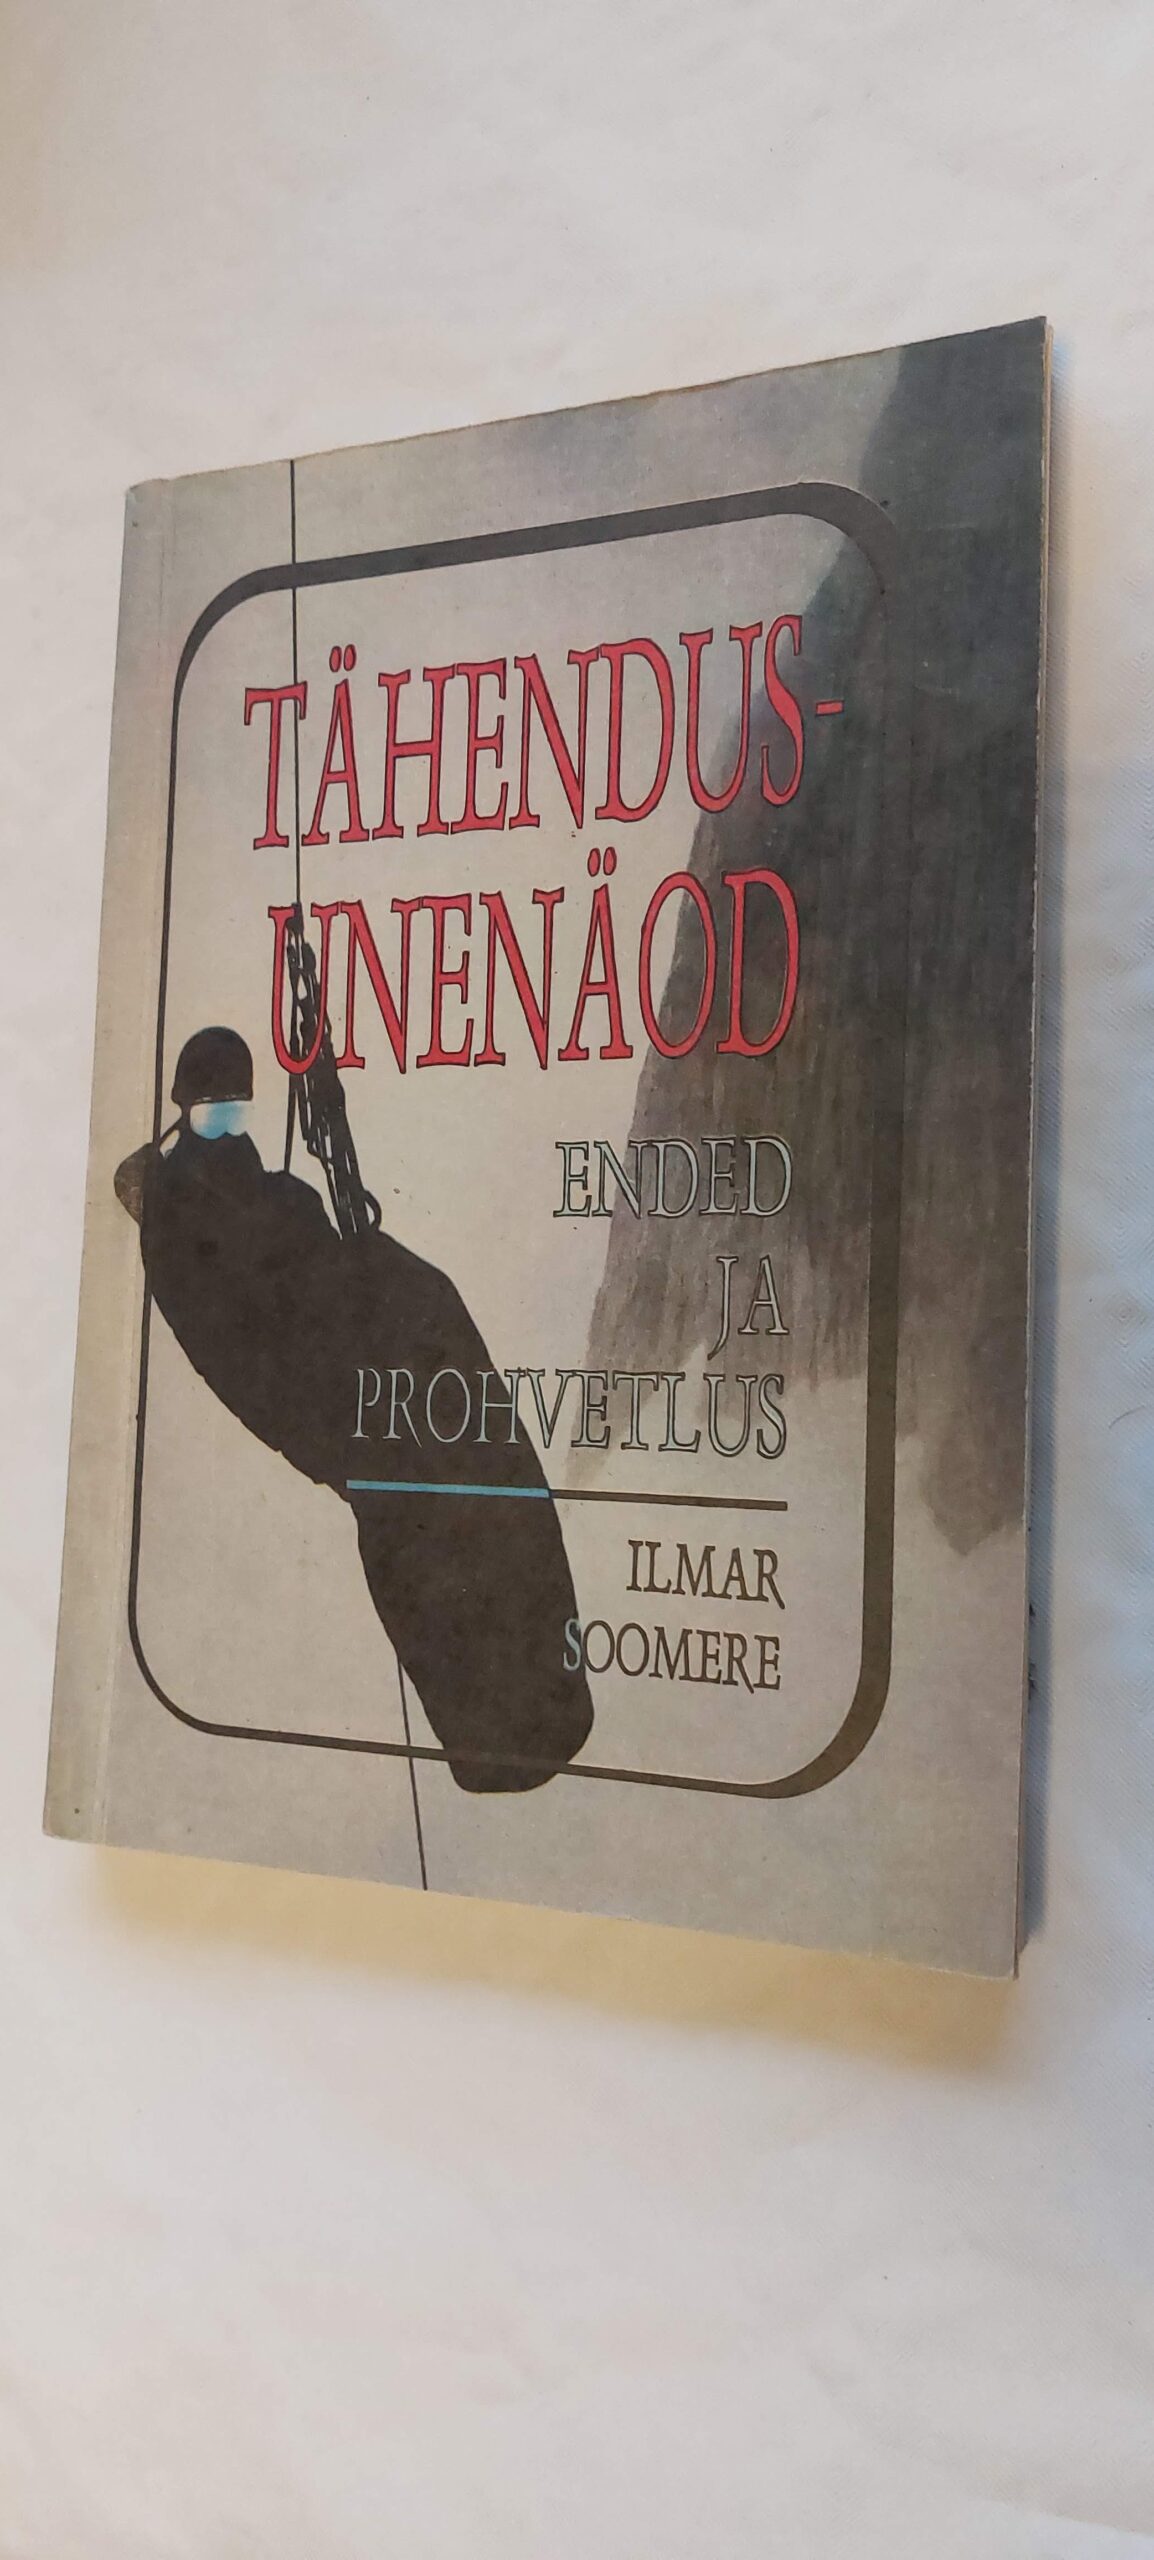 TÄHENDUS-
UNENÄOD
ENDED
JA
PROHVETLUS
ILMAR
SOOMERE